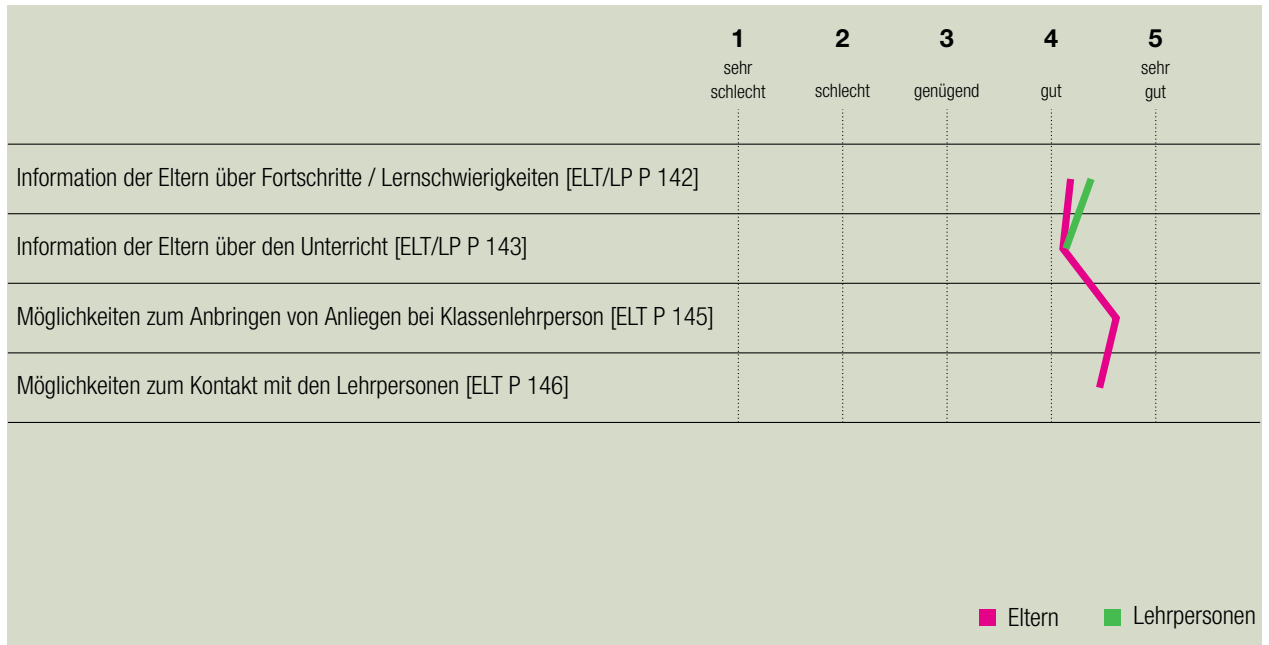 1 2 3 4 5
sehr schlecht schlecht genügend gut sehr gut
Information der Eltern über Fortschritte / Lernschwierigkeiten [ELT/LP P 142]
Information der Eltern über den Unterricht [ELT/LP P 143]
Möglichkeiten zum Anbringen von Anliegen bei Klassenlehrperson [ELT P 145]
Möglichkeiten zum Kontakt mit den Lehrpersonen [ELT P 146]
Eltern Lehrpersonen